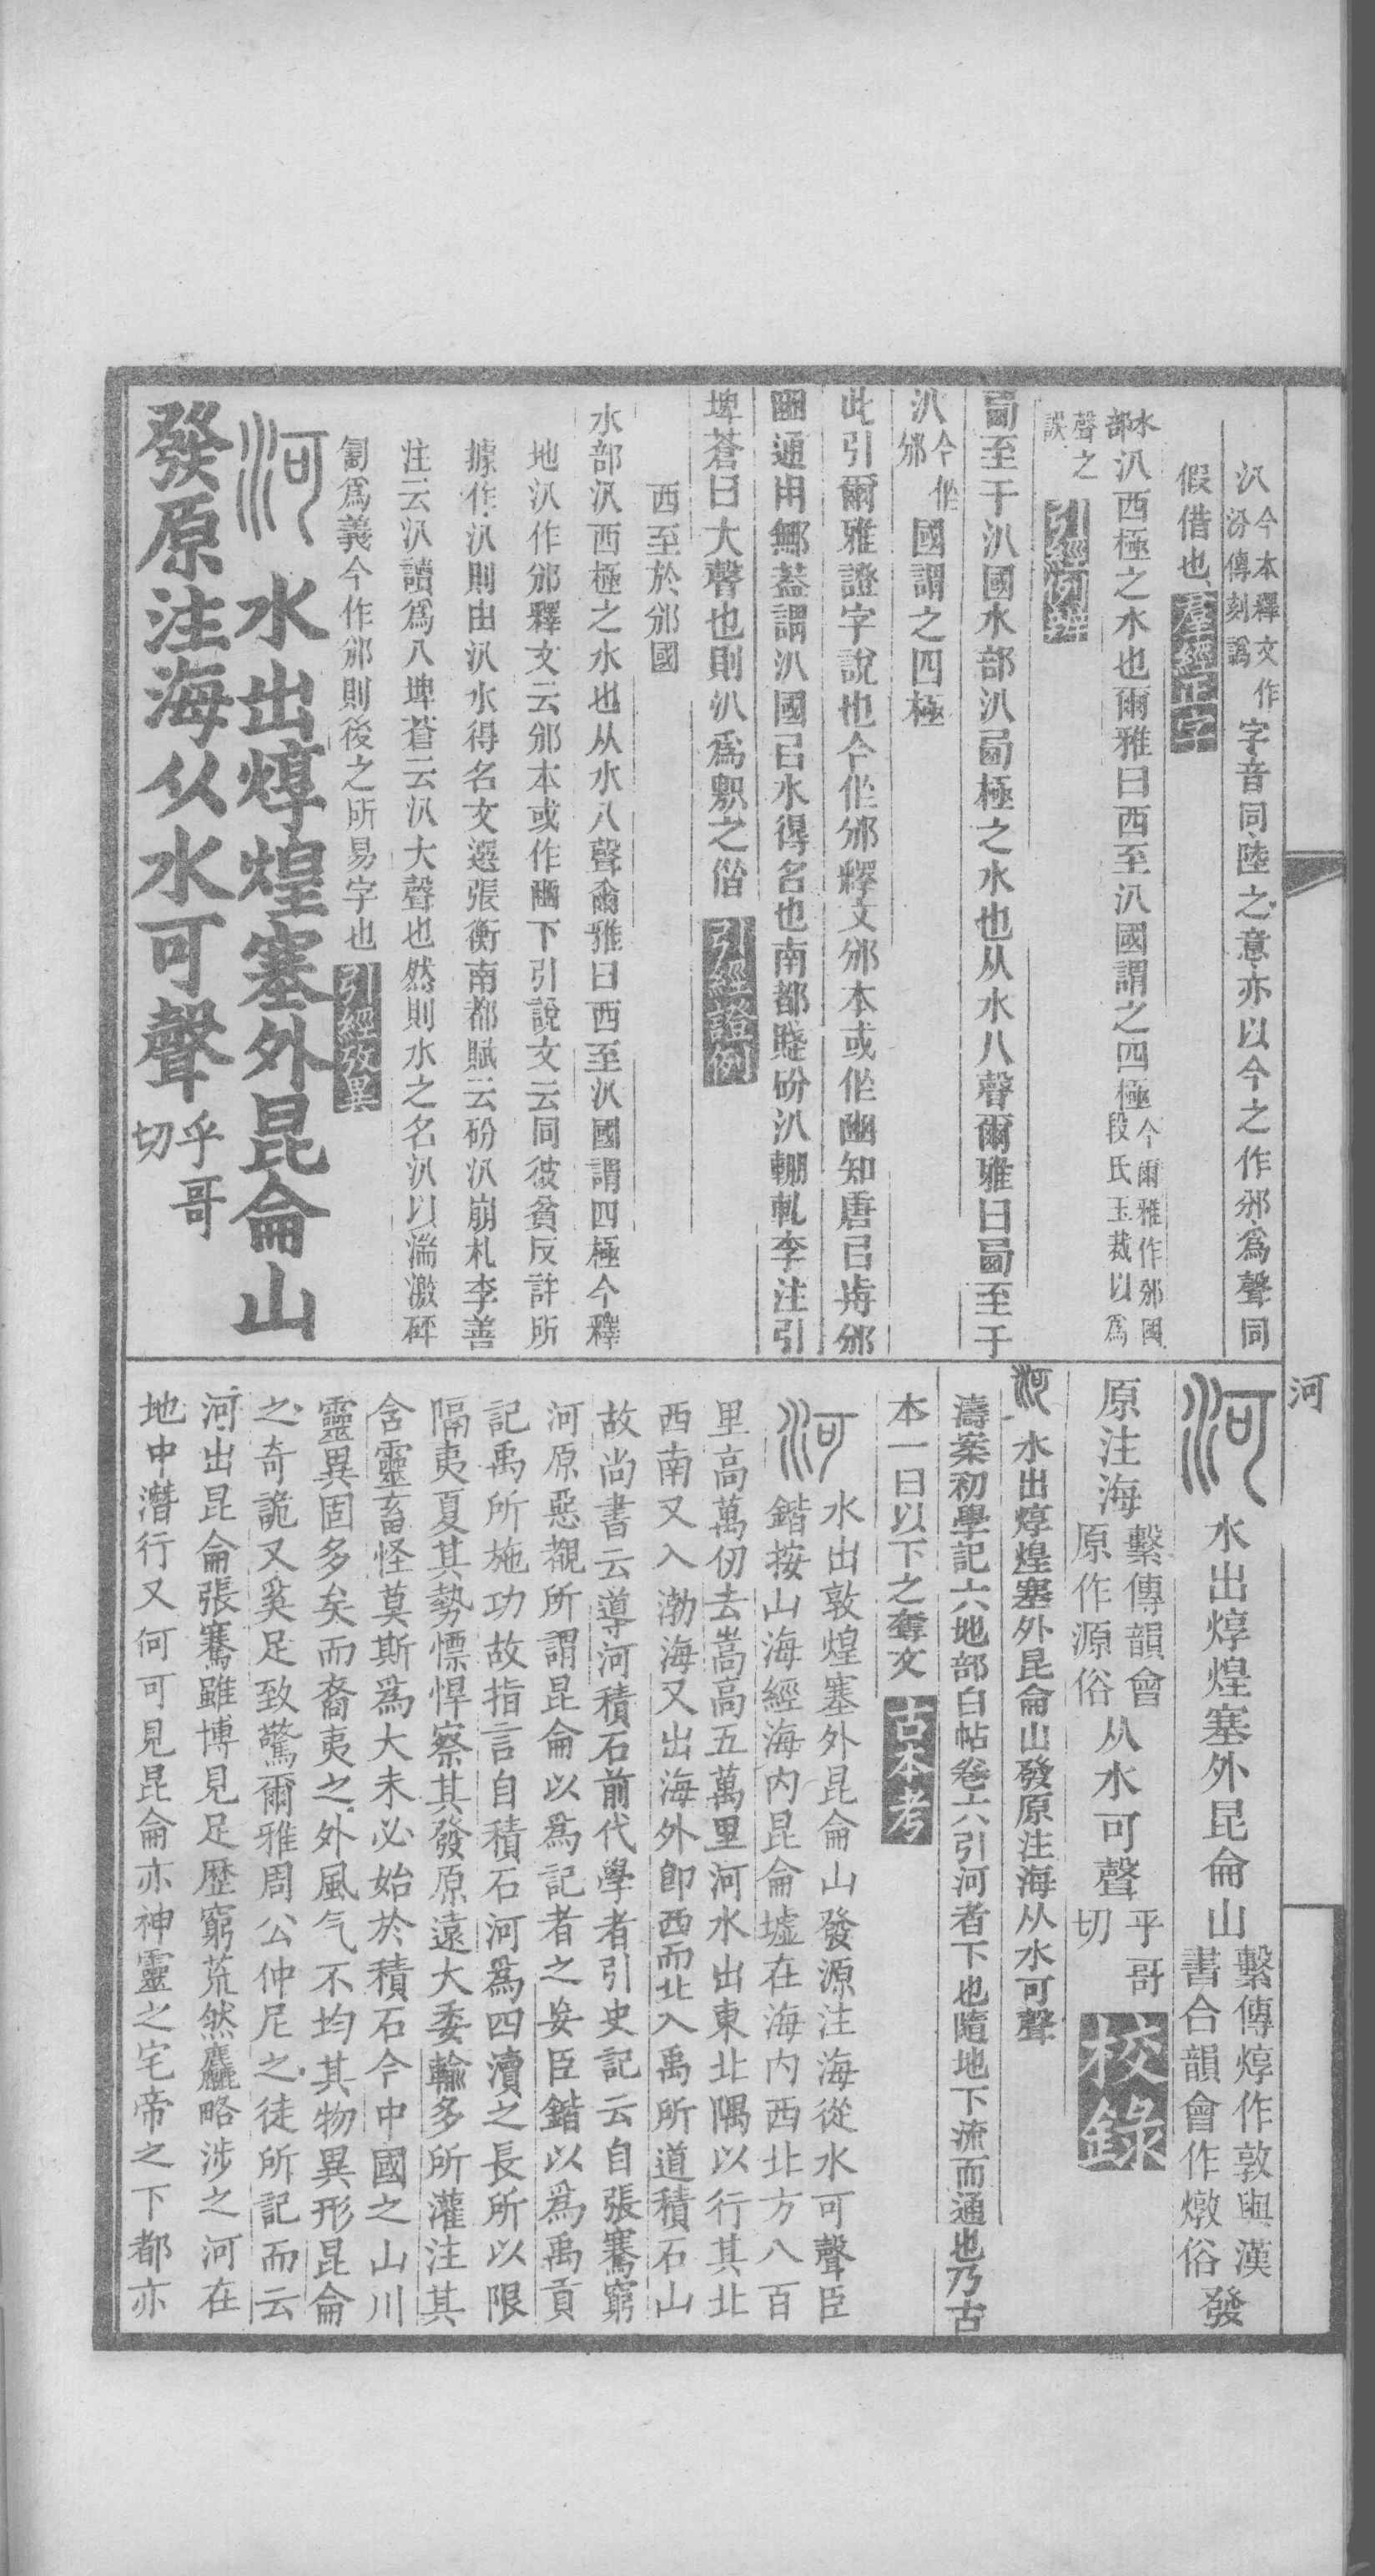 汃今本釋文作汾傳刻譌字音同陸之意亦以今之作邠爲聲同
假借也羣經正字
水部汃西極之水也爾雅曰西至汃國謂之四極今爾雅作邠國段氏玉裁以爲
聲之誤
至于汃國水部汃極之水也从水八聲爾雅曰至于
汃今作邠國謂之四極
此引爾雅證字說也今作邠釋文邠本或作豳知唐已歬邠
豳通用鄉蓋謂汃國已水得名也南都賦砏汃輣軋李注引
埤蒼曰大聲也則汃爲之借引經證例
西至於邠國
水部汃西極之水也从水八聲爾雅曰西至汃國謂四極今釋
地汃作邠釋文云邠本或作豳下引說文云同彼貧反許所
據作汃則由汃水得名文選張衡南都賦云砏汃崩札李善
注云汃讀爲八埤蒼云汃大聲也然則水之名汃以湍激砰
訇爲義今作邠則後之所易字也引經攷異
河 水出焞煌塞外昆侖山
發原注海从水可聲乎哥切
河
河水出焞煌塞外昆侖山繫傳焞作敦與漢書合韻會作燉俗發
原注海繫傳韻會原作源俗从水可聲乎哥切校錄
河水出焞煌塞外昆侖山發原注海从水可聲
濤案初學記六地部白帖卷六引河者下也隨地下流而通也乃古
本一曰以下之奪文古本考
河水出敦煌塞外昆侖山發源注海從水可聲臣
鍇按山海經海内昆侖墟在海内西北方八百
里高萬仞去嵩高五萬里河水出東北隅以行其北
西南又入渤海又出海外卽西而北入禹所道積石山
故尚書云導河積石前代學者引史記云自張騫窮
河原惡覩所謂昆侖以爲記者之妄臣鍇以爲禹貢
記禹所施功故指言自積石河爲四瀆之長所以限
隔夷夏其勢慓悍察其發原遠大委輸多所灌注其
含靈畜怪莫斯爲大未必始於積石今中國之山川
靈異固多矣而裔夷之外風气不均其物異形昆侖
之奇詭又奚足致驚爾雅周公仲尼之徒所記而云
河出昆侖張騫雖博見足歷窮荒然麤略涉之河在
地中潛行又何可見昆侖亦神靈之宅帝之下都亦